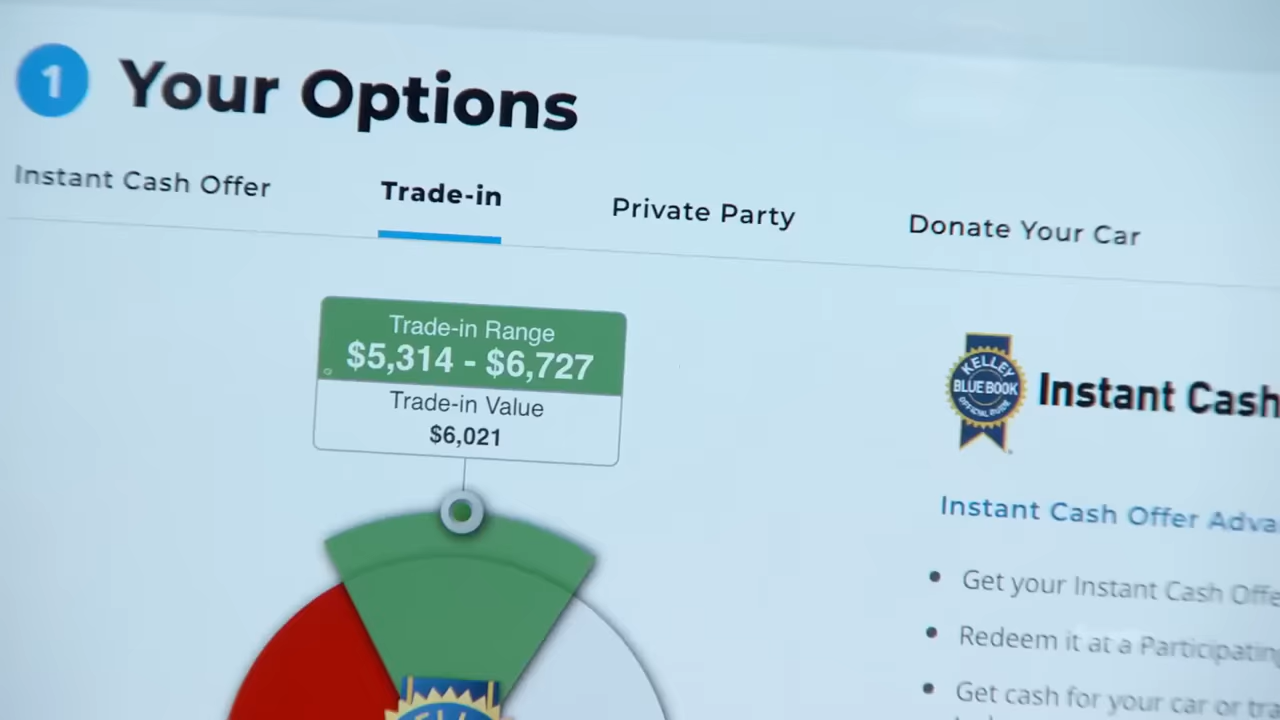 1 Your Options
Instant Cash Offer
Trade-in
Private Party
Donate Your Car
Trade-in Range
$5,314 - $6,727
Trade-in Value
$6,021
KELLEY
BLUE BOOK
OFFICIAL GUIDE
Instant Cash
Instant Cash Offer Adva
Get your Instant Cash Offe
Redeem it at a Participating
Get cash for your car or tra